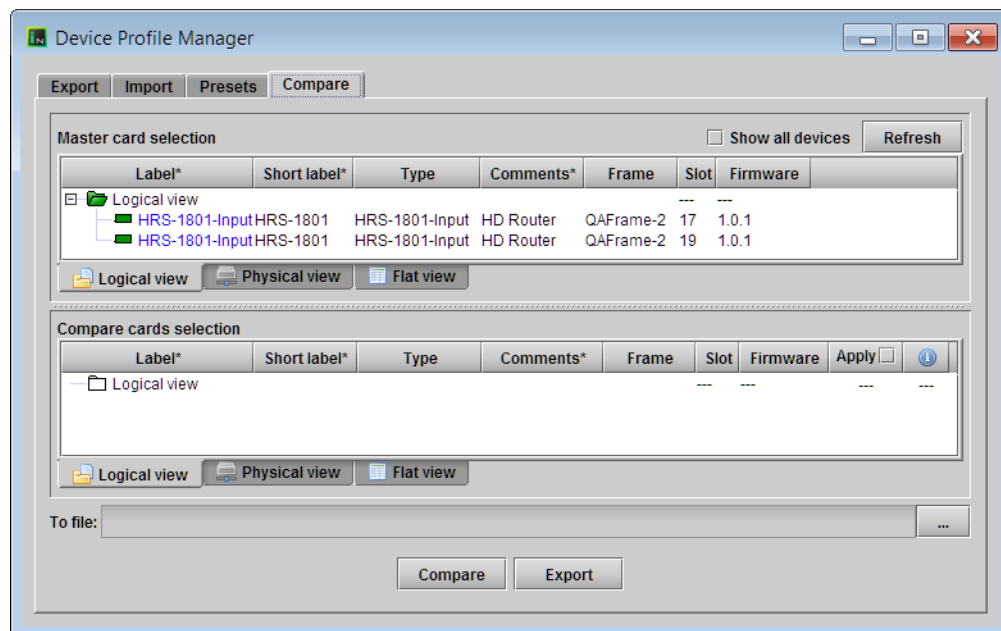 iN Device Profile Manager
Export Import Presets Compare
Master card selection Show all devices Refresh
Label* Short label* Type Comments* Frame Slot Firmware
Logical view --- ---
HRS-1801-Input HRS-1801 HRS-1801-Input HD Router QAFrame-2 17 1.0.1
HRS-1801-Input HRS-1801 HRS-1801-Input HD Router QAFrame-2 19 1.0.1
Logical view Physical view Flat view
Compare cards selection
Label* Short label* Type Comments* Frame Slot Firmware Apply i
Logical view --- --- --- ---
Logical view Physical view Flat view
To file: ...
Compare Export